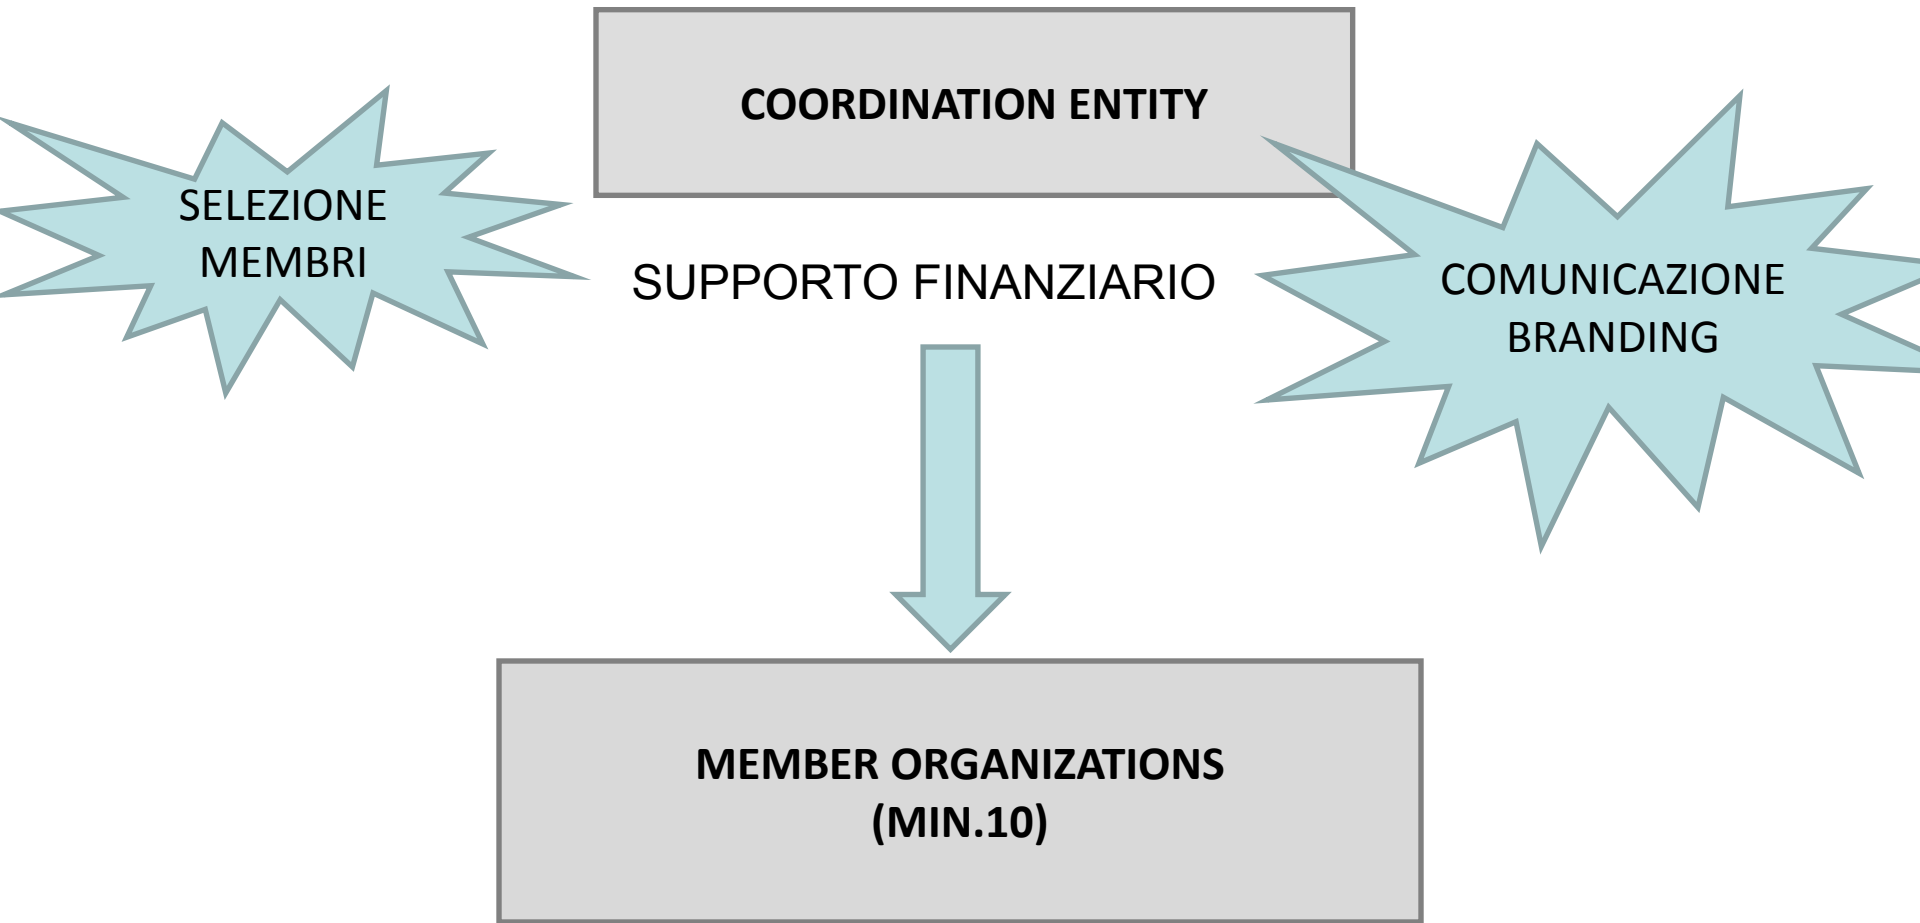 COORDINATION ENTITY
SELEZIONE
MEMBRI
SUPPORTO FINANZIARIO
COMUNICAZIONE
BRANDING
MEMBER ORGANIZATIONS
(MIN.10)